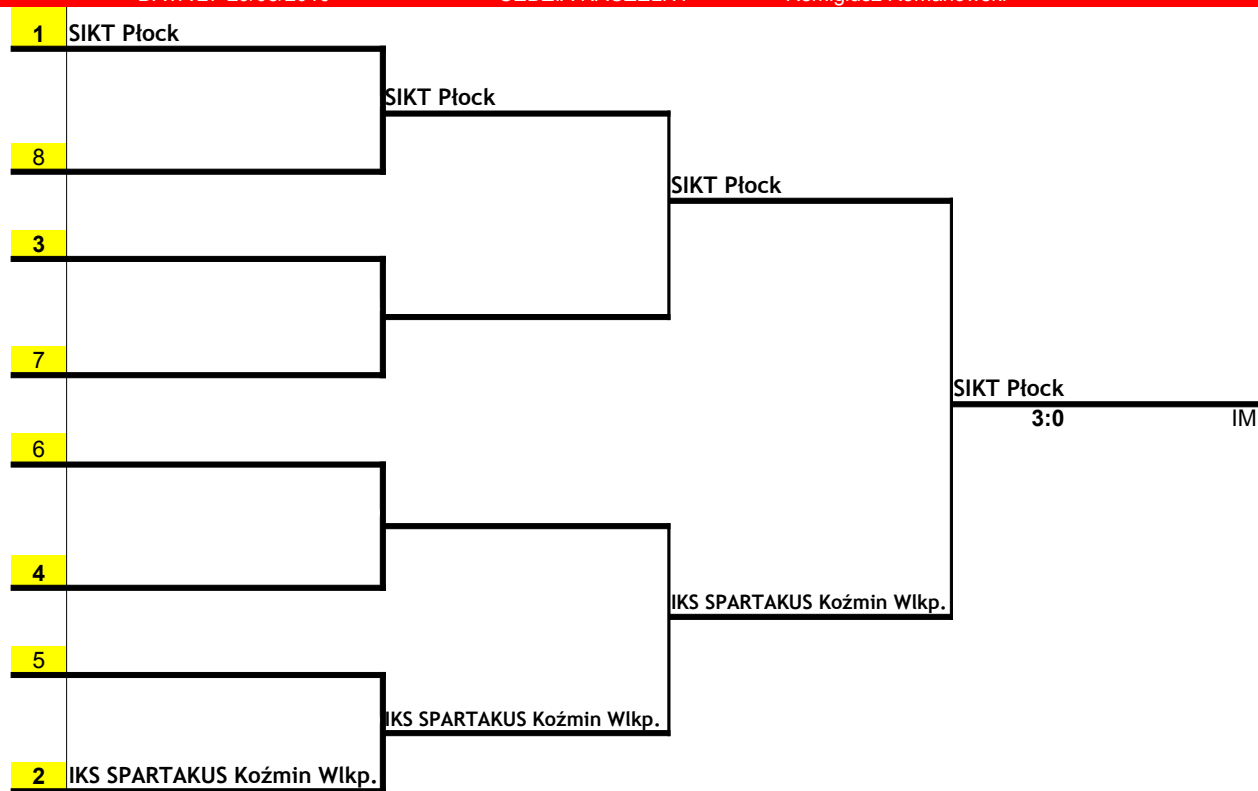 1 SIKT Płock
SIKT Płock
8
SIKT Płock
3
7
SIKT Płock
3:0 IM
6
4
IKS SPARTAKUS Koźmin Wlkp.
5
IKS SPARTAKUS Koźmin Wlkp.
2 IKS SPARTAKUS Koźmin Wlkp.